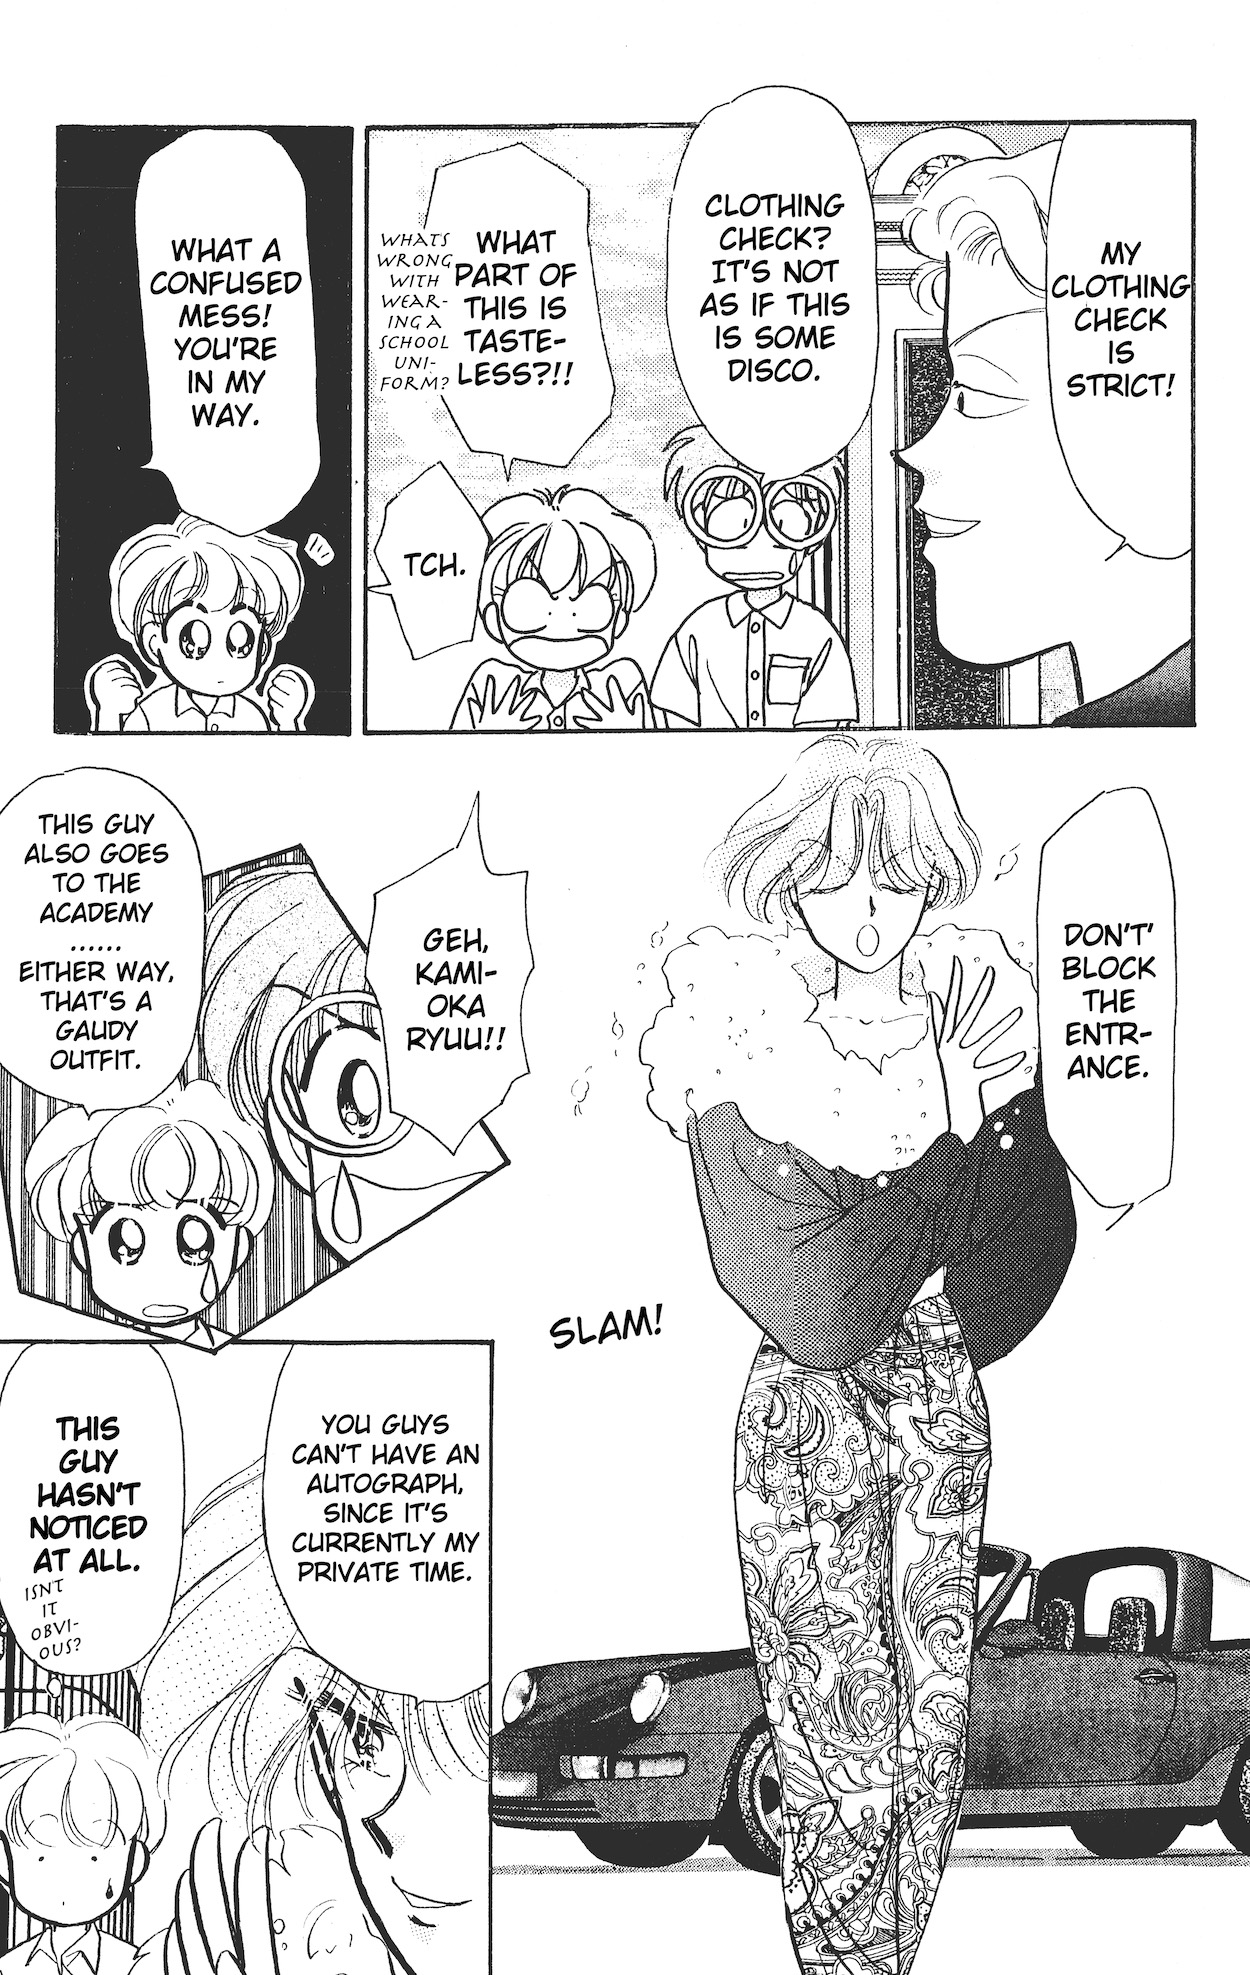 MY
CLOTHING
CHECK
IS
STRICT!
CLOTHING
CHECK?
IT'S NOT
AS IF THIS
IS SOME
DISCO.
WHAT
PART OF
THIS IS
TASTE-
LESS?!!
WHATS
WRONG
WITH
WEAR-
ING A
SCHOOL
UNI-
FORM?
TCH.
WHAT A
CONFUSED
MESS!
YOU'RE
IN MY
WAY.
DON'T'
BLOCK
THE
ENTR-
ANCE.
SLAM!
GEH,
KAMI-
OKA
RYUU!!
THIS GUY
ALSO GOES
TO THE
ACADEMY
......
EITHER WAY,
THAT'S A
GAUDY
OUTFIT.
YOU GUYS
CAN'T HAVE AN
AUTOGRAPH,
SINCE IT'S
CURRENTLY MY
PRIVATE TIME.
THIS
GUY
HASN'T
NOTICED
AT ALL.
ISNT
IT
OBVI-
OUS?